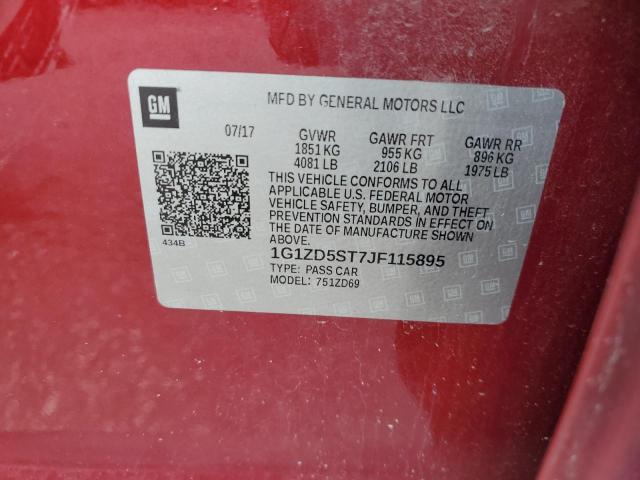 GM
MFD BY GENERAL MOTORS LLC
07/17 GVWR GAWR FRT GAWR RR
1851 KG 955 KG 896 KG
4081 LB 2106 LB 1975 LB
THIS VEHICLE CONFORMS TO ALL
APPLICABLE U.S. FEDERAL MOTOR
VEHICLE SAFETY, BUMPER, AND THEFT
PREVENTION STANDARDS IN EFFECT ON
THE DATE OF MANUFACTURE SHOWN
ABOVE.
434B
1G1ZD5ST7JF115895
TYPE: PASS CAR
MODEL: 751ZD69